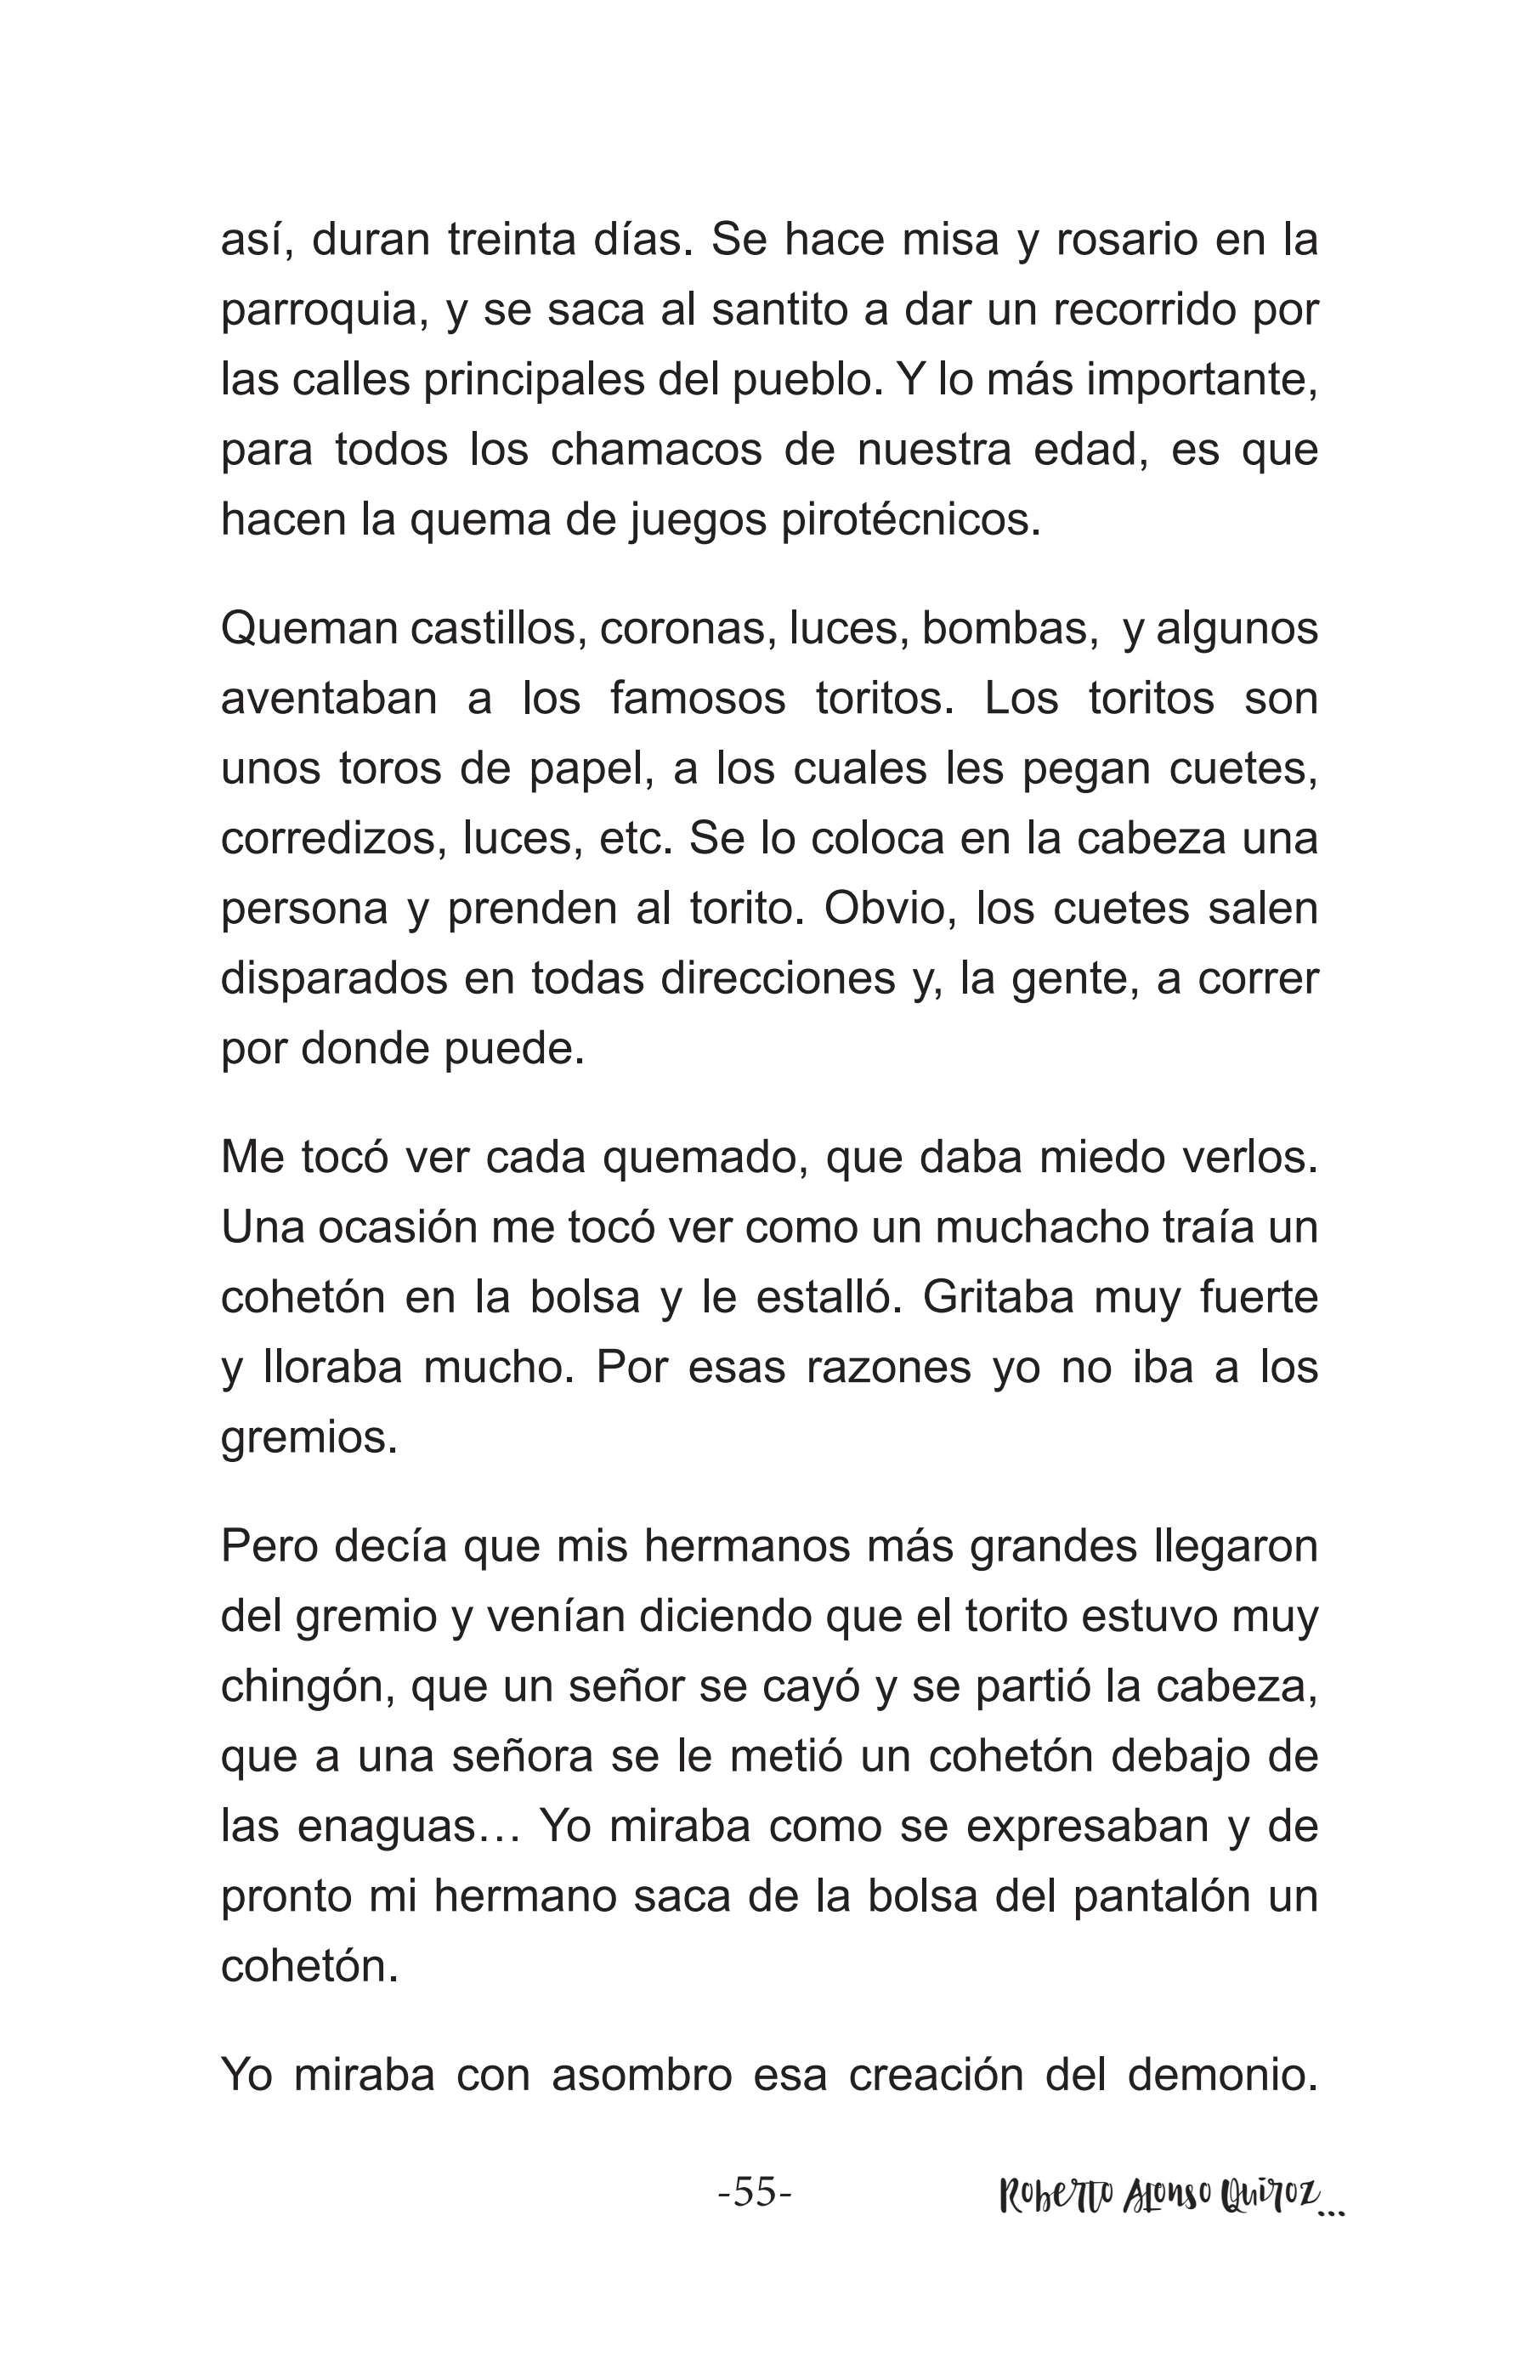 así, duran treinta días. Se hace misa y rosario en la
parroquia, y se saca al santito a dar un recorrido por
las calles principales del pueblo. Y lo más importante,
para todos los chamacos de nuestra edad, es que
hacen la quema de juegos pirotécnicos.
Queman castillos, coronas, luces, bombas,  y algunos
aventaban a los famosos toritos. Los toritos son
unos toros de papel, a los cuales les pegan cuetes,
corredizos, luces, etc. Se lo coloca en la cabeza una
persona y prenden al torito. Obvio, los cuetes salen
disparados en todas direcciones y, la gente, a correr
por donde puede.
Me tocó ver cada quemado, que daba miedo verlos.
Una ocasión me tocó ver como un muchacho traía un
cohetón en la bolsa y le estalló. Gritaba muy fuerte
y lloraba mucho. Por esas razones yo no iba a los
gremios.
Pero decía que mis hermanos más grandes llegaron
del gremio y venían diciendo que el torito estuvo muy
chingón, que un señor se cayó y se partió la cabeza,
que a una señora se le metió un cohetón debajo de
las enaguas… Yo miraba como se expresaban y de
pronto mi hermano saca de la bolsa del pantalón un
cohetón.
Yo miraba con asombro esa creación del demonio.
-55- Roberto Alonso Quiroz...